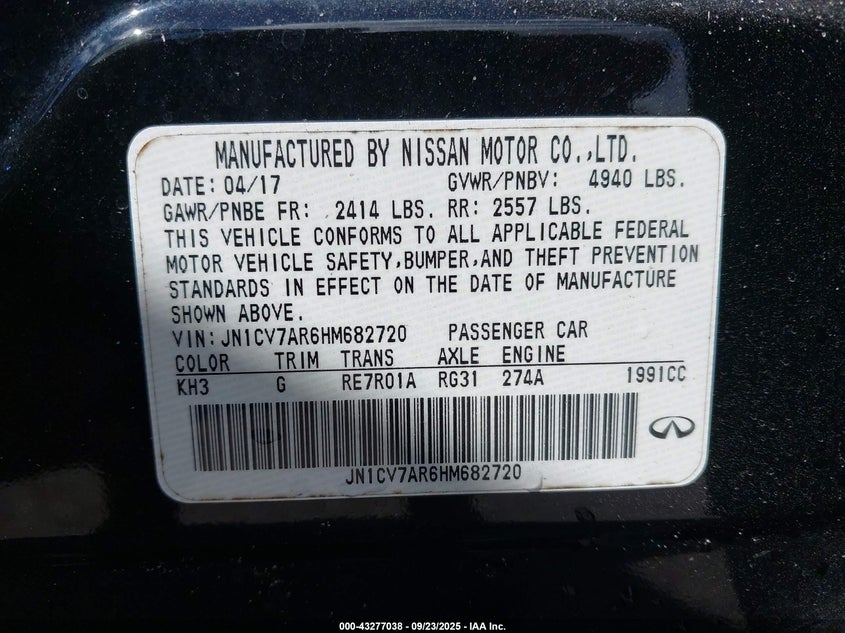 MANUFACTURED BY NISSAN MOTOR CO.,LTD.
DATE: 04/17 GVWR/PNBV: 4940 LBS.
GAWR/PNBE FR: 2414 LBS. RR: 2557 LBS.
THIS VEHICLE CONFORMS TO ALL APPLICABLE FEDERAL
MOTOR VEHICLE SAFETY,BUMPER,AND THEFT PREVENTION
STANDARDS IN EFFECT ON THE DATE OF MANUFACTURE
SHOWN ABOVE.
VIN:JN1CV7AR6HM682720 PASSENGER CAR
COLOR TRIM TRANS AXLE ENGINE
KH3 G RE7R01A RG31 274A 1991CC
JN1CV7AR6HM682720
000-43277038 - 09/23/2025 - IAA Inc.